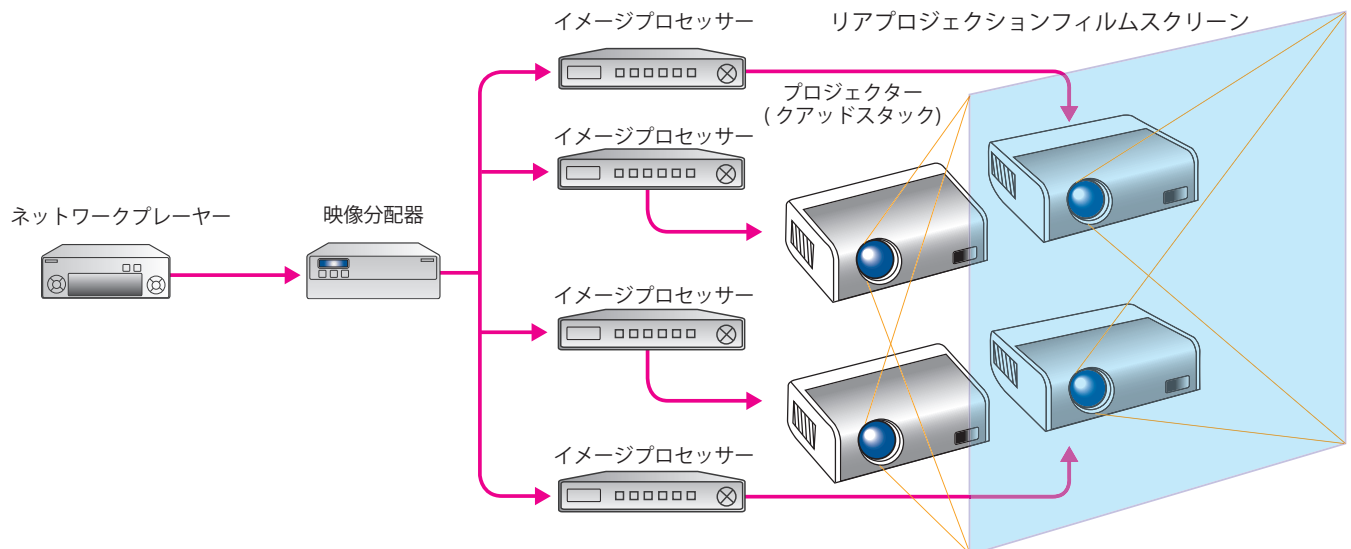 イメージプロセッサー
リアプロジェクションフィルムスクリーン
プロジェクター
( クアッドスタック)
イメージプロセッサー
ネットワークプレーヤー
映像分配器
イメージプロセッサー
イメージプロセッサー